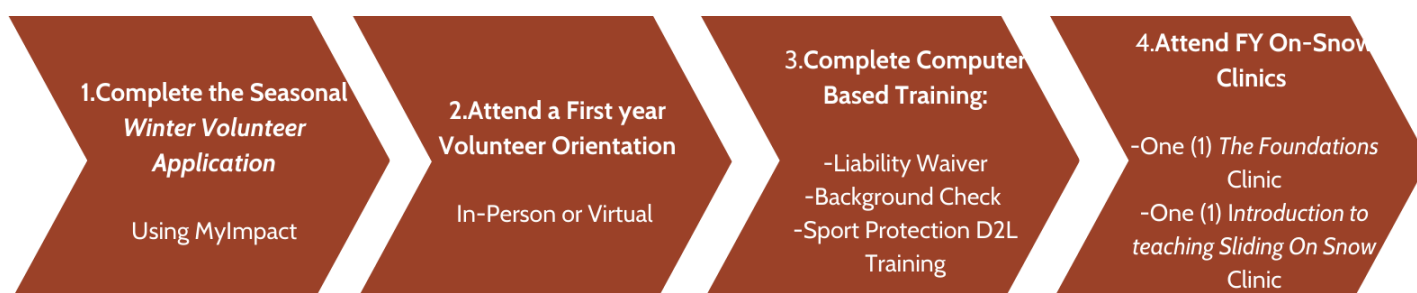 1.Complete the Seasonal
Winter Volunteer
Application
Using MyImpact
2.Attend a First year
Volunteer Orientation
In-Person or Virtual
3.Complete Computer
Based Training:
-Liability Waiver
-Background Check
-Sport Protection D2L
Training
4.Attend FY On-Snow
Clinics
-One (1) The Foundations
Clinic
-One (1) Introduction to
teaching Sliding On Snow
Clinic